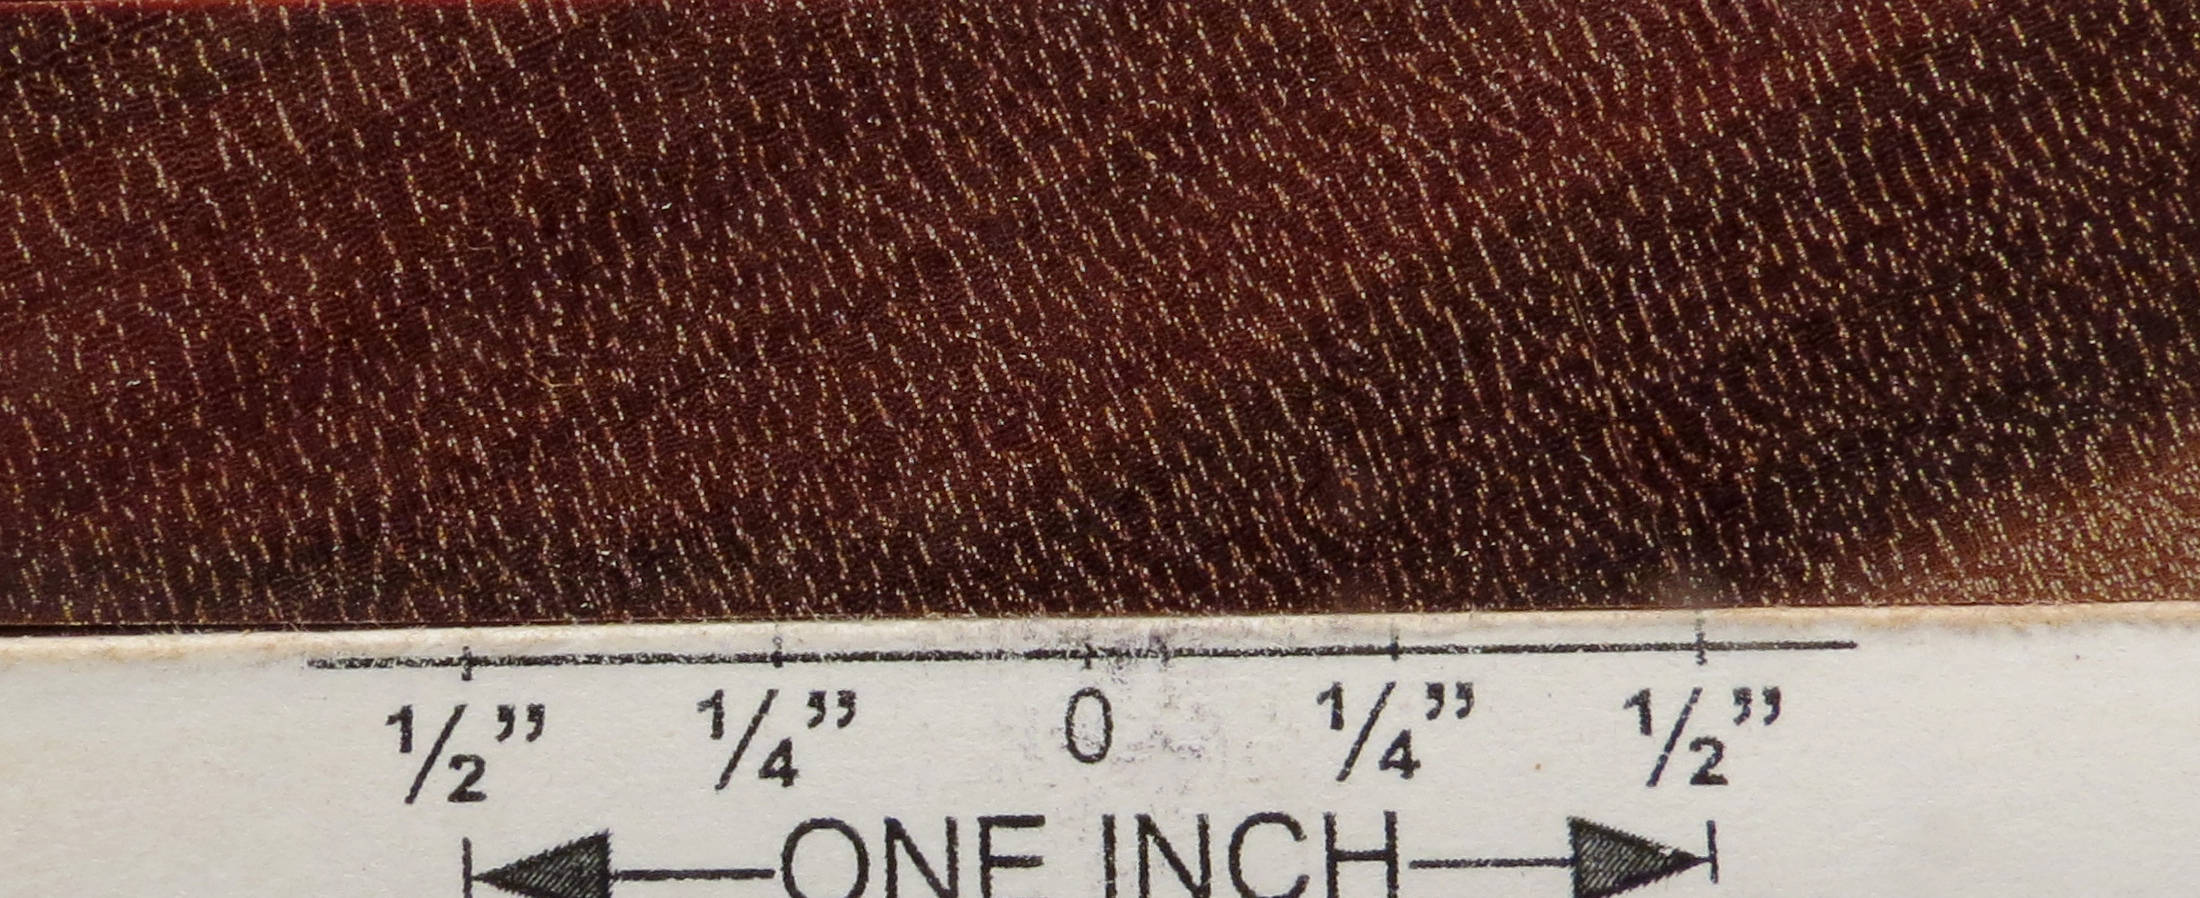 1/2” 1/4” 0 1/4” 1/2”
ONE INCH